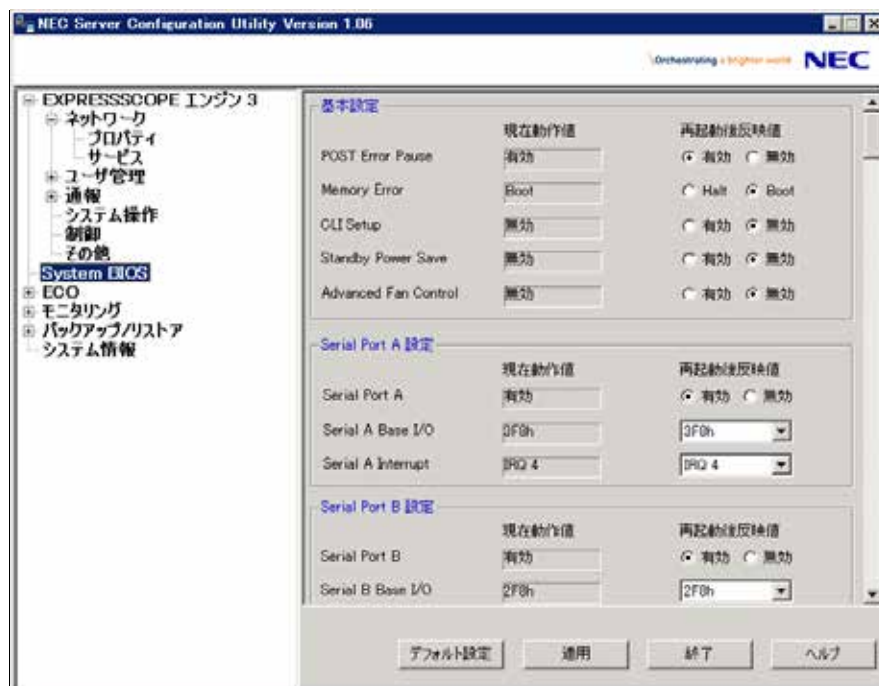 NEC Server Configuration Utility Version 1.06
\Orchestrating a brighter world NEC
EXPRESSSCOPE エンジン 3
ネットワーク
プロパティ
サービス
ユーザ管理
通報
システム操作
制御
その他
System BIOS
ECO
モニタリング
バックアップ/リストア
システム情報
基本設定
現在動作値 再起動後反映値
POST Error Pause 有効 有効 無効
Memory Error Boot Halt Boot
CLI Setup 無効 有効 無効
Standby Power Save 無効 有効 無効
Advanced Fan Control 無効 有効 無効
Serial Port A 設定
現在動作値 再起動後反映値
Serial Port A 有効 有効 無効
Serial A Base I/O 3F8h 3F8h
Serial A Interrupt IRQ 4 IRQ 4
Serial Port B 設定
現在動作値 再起動後反映値
Serial Port B 有効 有効 無効
Serial B Base I/O 2F8h 2F8h
デフォルト設定 適用 終了 ヘルプ